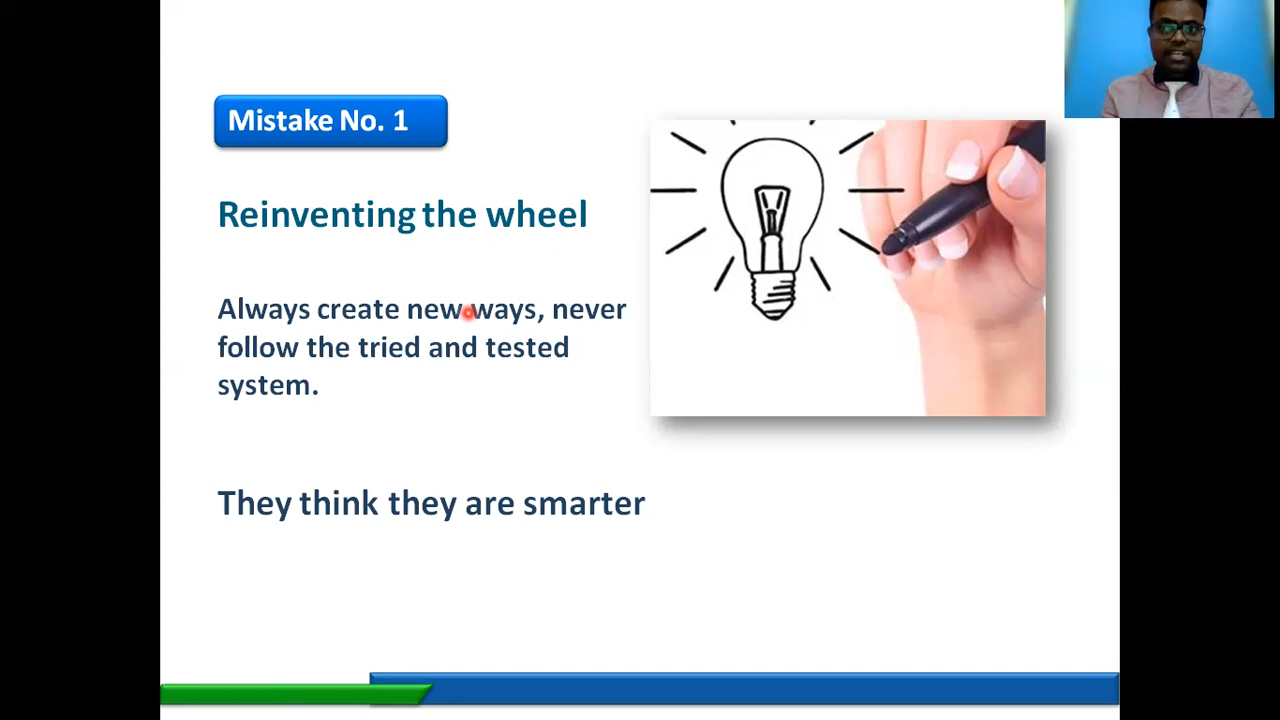 Mistake No. 1
Reinventing the wheel
Always create new ways, never
follow the tried and tested
system.
They think they are smarter